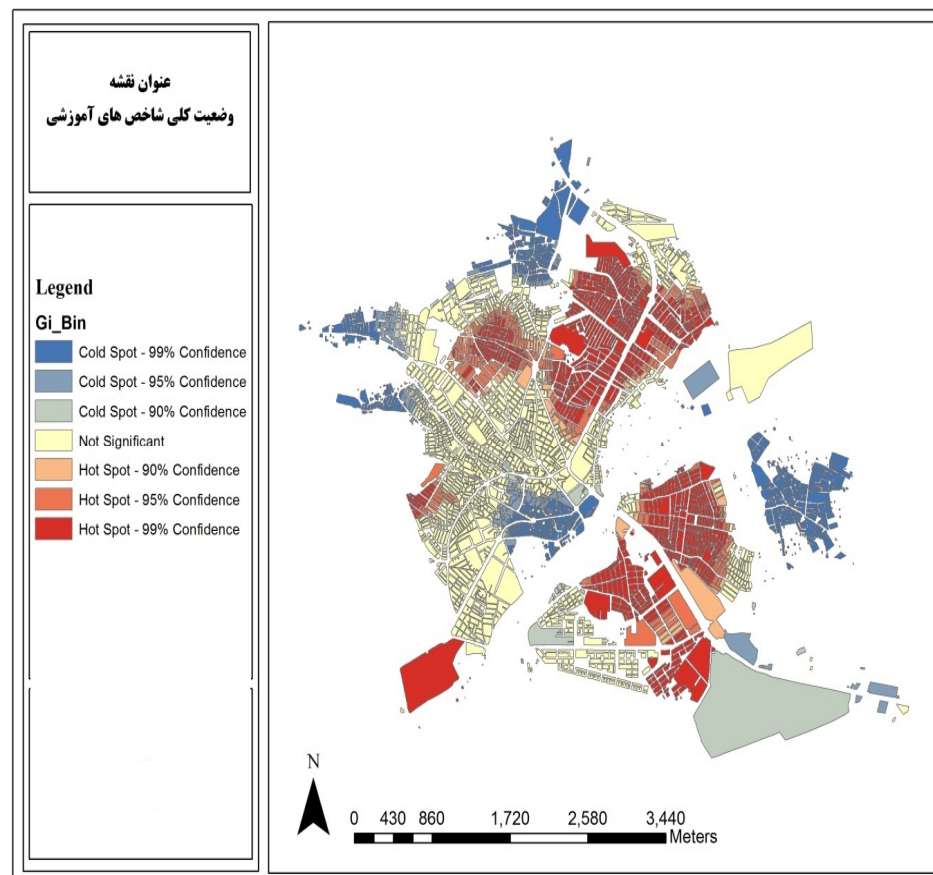 عنوان نقشه
وضعیت کلی شاخص های آموزشی
Legend
Gi_Bin
Cold Spot - 99% Confidence
Cold Spot - 95% Confidence
Cold Spot - 90% Confidence
Not Significant
Hot Spot - 90% Confidence
Hot Spot - 95% Confidence
Hot Spot - 99% Confidence
N
0 430 860 1,720 2,580 3,440
Meters